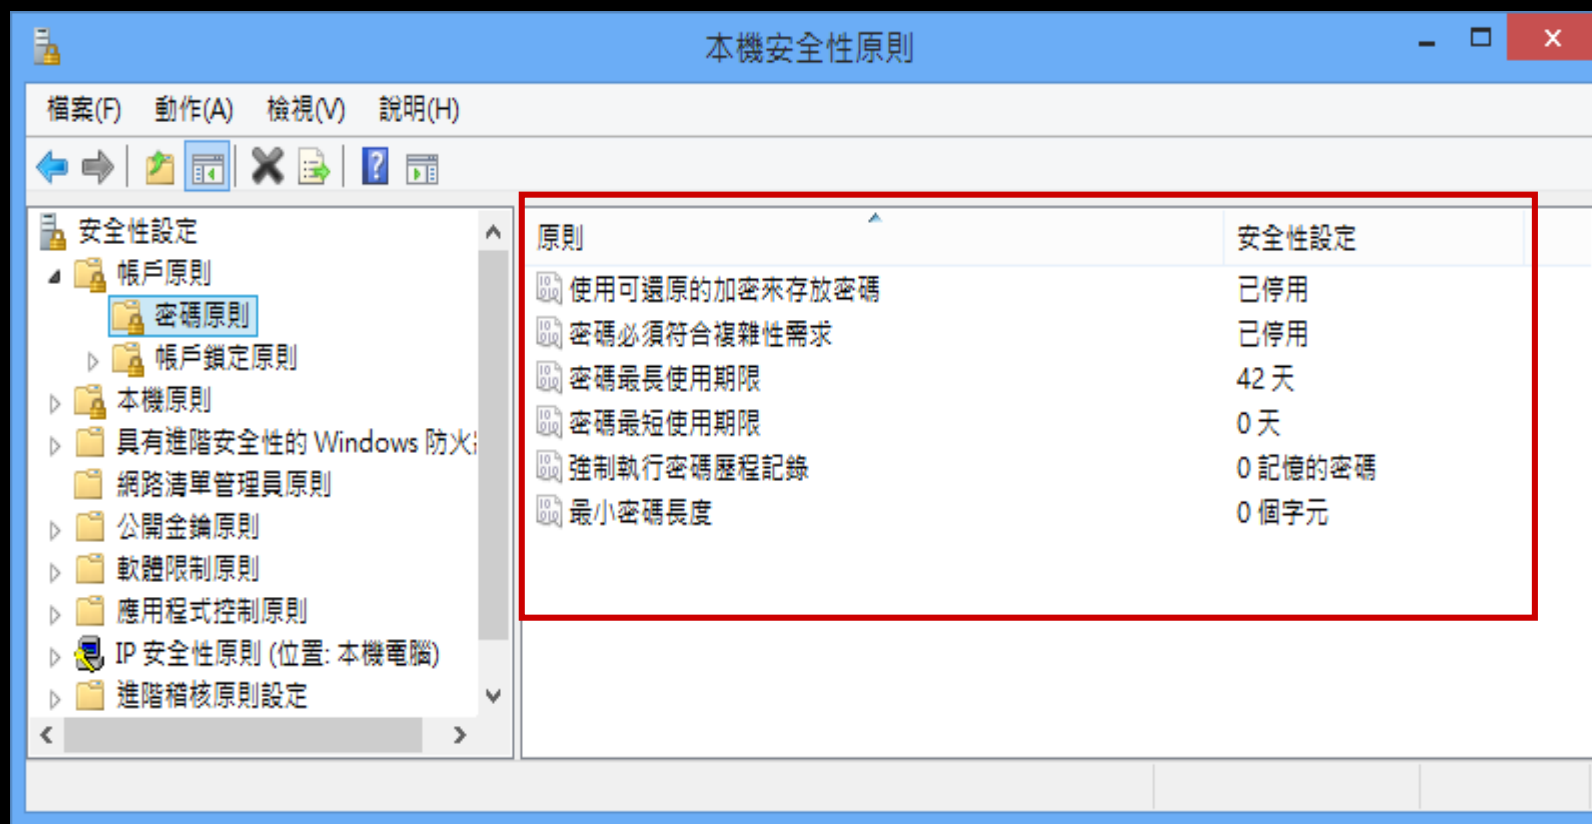 本機安全性原則
檔案(F) 動作(A) 檢視(V) 說明(H)
安全性設定
帳戶原則
密碼原則
帳戶鎖定原則
本機原則
具有進階安全性的 Windows 防火
網路清單管理員原則
公開金鑰原則
軟體限制原則
應用程式控制原則
IP 安全性原則 (位置: 本機電腦)
進階稽核原則設定
原則 安全性設定
使用可還原的加密來存放密碼 已停用
密碼必須符合複雜性需求 已停用
密碼最長使用期限 42 天
密碼最短使用期限 0 天
強制執行密碼歷程記錄 0 記憶的密碼
最小密碼長度 0 個字元